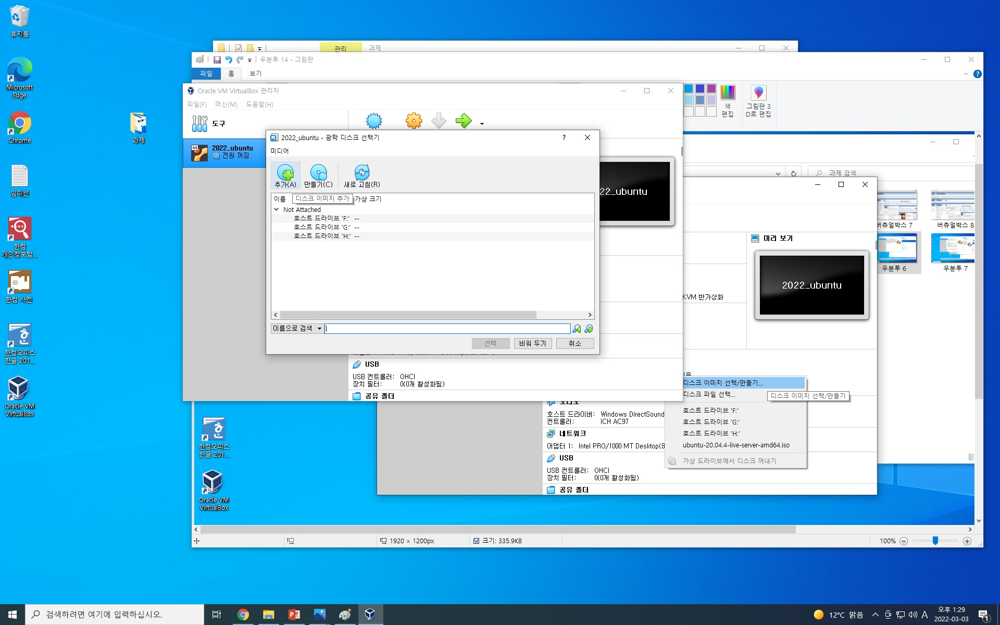 휴지통
Microsoft
Edge
Chrome
과제
임미선
한컴
개인정보탐...
한컴 사전
한컴오피스
한글 201...
Oracle VM
VirtualBox
관리
과제
우분투 14 - 그림판
파일
홈
보기
색
편집
그림판 3
D로 편집
Oracle VM VirtualBox 관리자
파일(F)
머신(M)
도움말(H)
도구
64
2022_ubuntu
전원 꺼짐
2022_ubuntu - 광학 디스크 선택기
?
미디어
추가(A)
만들기(C)
새로 고침(R)
이름
디스크 이미지 추가
가상 크기
Not Attached
호스트 드라이브 'F:' --
호스트 드라이브 'G:' --
호스트 드라이브 'H:' --
이름으로 검색
선택
비워 두기
취소
22_ubuntu
USB
USB 컨트롤러: OHCI
장치 필터: 0(0개 활성화됨)
공유 폴더
과제 검색
버츄얼박스 7
버츄얼박스 8
우분투 6
우분투 7
미리 보기
2022_ubuntu
KVM 반가상화
디스크 이미지 선택/만들기...
디스크 파일 선택...
디스크 이미지 선택/만들기
호스트 드라이브 'F:'
호스트 드라이브 'G:'
호스트 드라이브 'H:'
ubuntu-20.04.4-live-server-amd64.iso
가상 드라이브에서 디스크 꺼내기
호스트 드라이버: Windows DirectSound
컨트롤러: ICH AC97
네트워크
어댑터 1: Intel PRO/1000 MT Desktop(8
USB
USB 컨트롤러: OHCI
장치 필터: 0(0개 활성화됨)
공유 폴더
한컴오피스
한글 201...
Oracle VM
VirtualBox
1920 × 1200px
크기: 335.9KB
100%
검색하려면 여기에 입력하십시오.
12°C 맑음
A
오후 1:29
2022-03-03
1